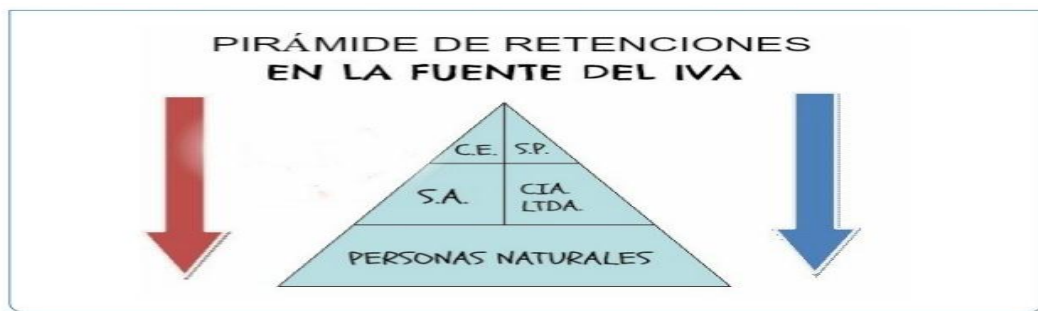 PIRÁMIDE DE RETENCIONES
EN LA FUENTE DEL IVA
C.E. S.P.
S.A. CIA.
LTDA.
PERSONAS NATURALES